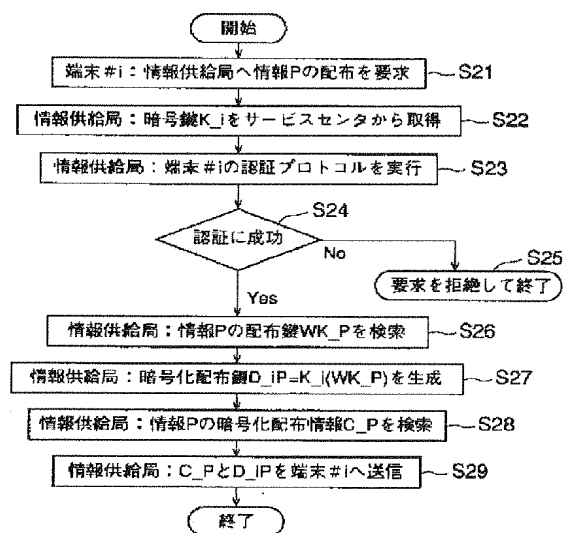 開始
端末#i：情報供給局へ情報Pの配布を要求
S21
情報供給局：暗号鍵K_iをサービスセンタから取得
S22
情報供給局：端末#iの認証プロトコルを実行
S23
S24
認証に成功
No
S25
要求を拒絶して終了
Yes
情報供給局：情報Pの配布鍵WK_Pを検索
S26
情報供給局：暗号化配布鍵D_iP=K_i(WK_P)を生成
S27
情報供給局：情報Pの暗号化配布情報C_Pを検索
S28
情報供給局：C_PとD_iPを端末#iへ送信
S29
終了